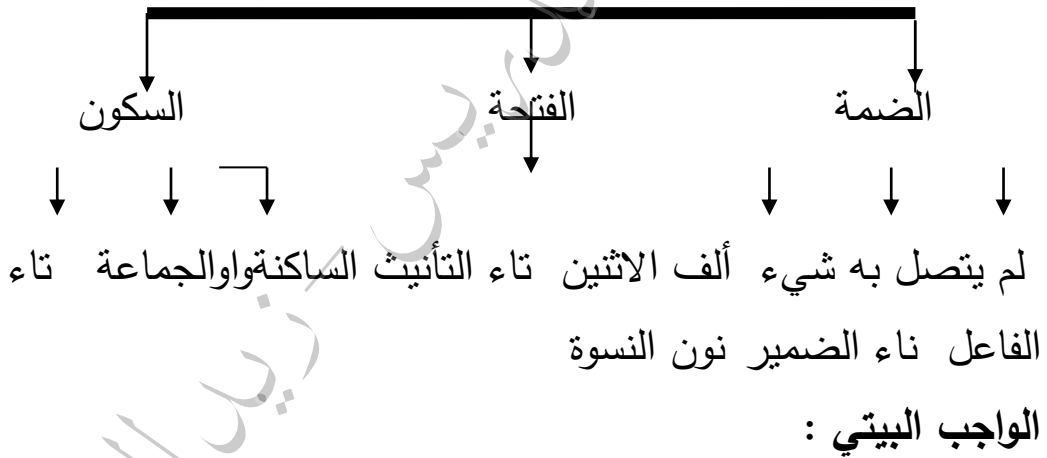 الضمة الفتحة السكون
لم يتصل به شيء ألف الاثنين تاء التأنيث الساكنةواوالجماعة تاء
الفاعل ناء الضمير نون النسوة
الواجب البيتي :